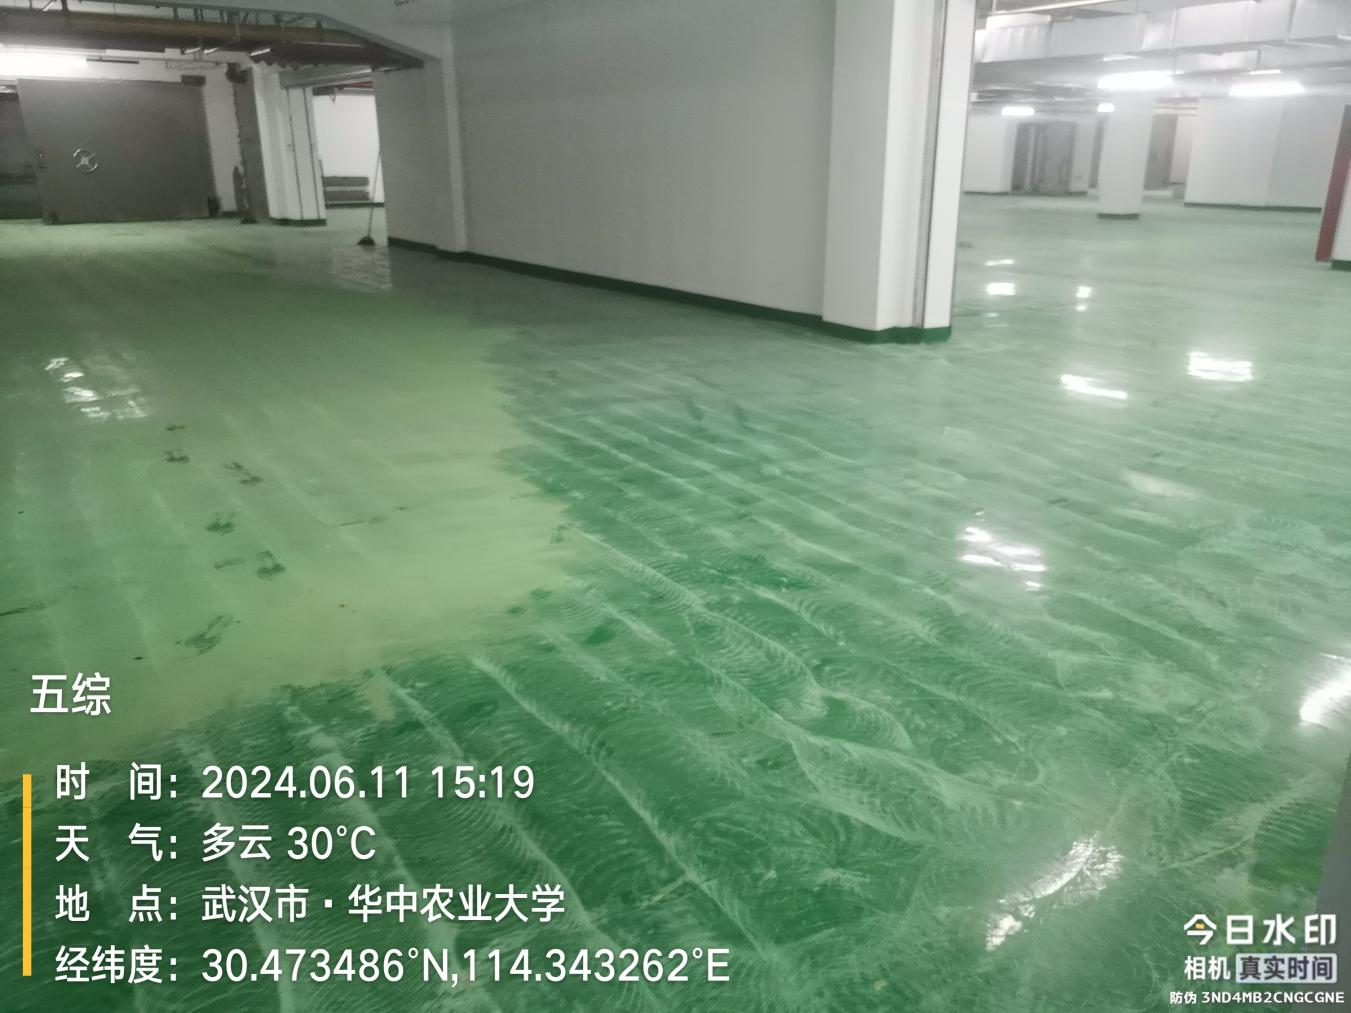 五综
时 间：2024.06.11 15:19
天 气：多云 30°C
地 点：武汉市·华中农业大学
经纬度：30.473486°N,114.343262°E
今日水印
相机 真实时间
防伪 3ND4MB2CNGCGNE